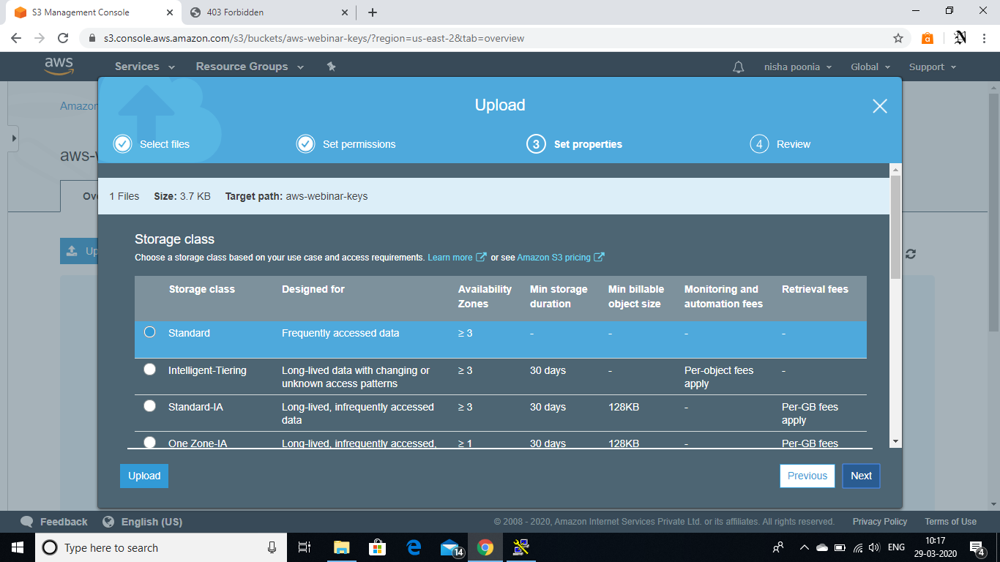 S3 Management Console
403 Forbidden
s3.console.aws.amazon.com/s3/buckets/aws-webinar-keys/?region=us-east-2&tab=overview
aws
Services
Resource Groups
nisha poonia
Global
Support
Amazon
Upload
Select files
Set permissions
3 Set properties
4 Review
aws-
1 Files Size: 3.7 KB Target path: aws-webinar-keys
Storage class
Choose a storage class based on your use case and access requirements. Learn more or see Amazon S3 pricing
Storage class
Designed for
Availability
Zones
Min storage
duration
Min billable
object size
Monitoring and
automation fees
Retrieval fees
Standard
Frequently accessed data
≥ 3
-
-
-
-
Intelligent-Tiering
Long-lived data with changing or
unknown access patterns
≥ 3
30 days
-
Per-object fees
apply
-
Standard-IA
Long-lived, infrequently accessed
data
≥ 3
30 days
128KB
-
Per-GB fees
apply
One Zone-IA
Long-lived, infrequently accessed,
≥ 1
30 days
128KB
-
Per-GB fees
Upload
Previous
Next
Feedback
English (US)
© 2008 - 2020, Amazon Internet Services Private Ltd. or its affiliates. All rights reserved.
Privacy Policy
Terms of Use
Type here to search
14
ENG
10:17
29-03-2020
4